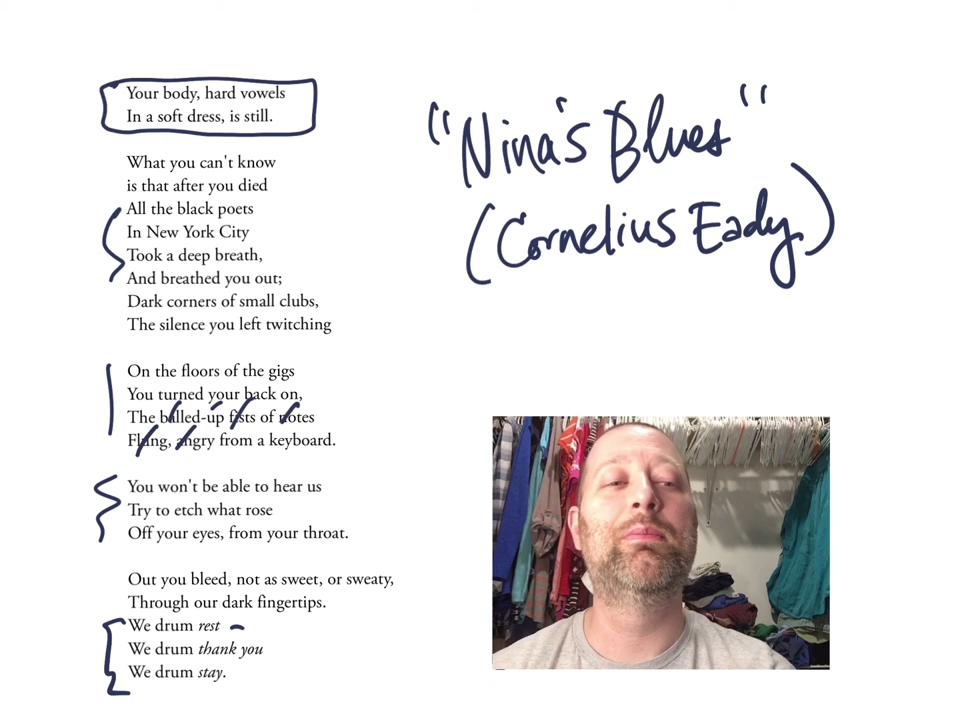 Your body, hard vowels
In a soft dress, is still.
What you can't know
is that after you died
All the black poets
In New York City
Took a deep breath,
And breathed you out;
Dark corners of small clubs,
The silence you left twitching
On the floors of the gigs
You turned your back on,
The balled-up fists of notes
Flung, angry from a keyboard.
You won't be able to hear us
Try to etch what rose
Off your eyes, from your throat.
Out you bleed, not as sweet, or sweaty,
Through our dark fingertips.
We drum rest
We drum thank you
We drum stay.
"Nina's Blues"
(Cornelius Eady)